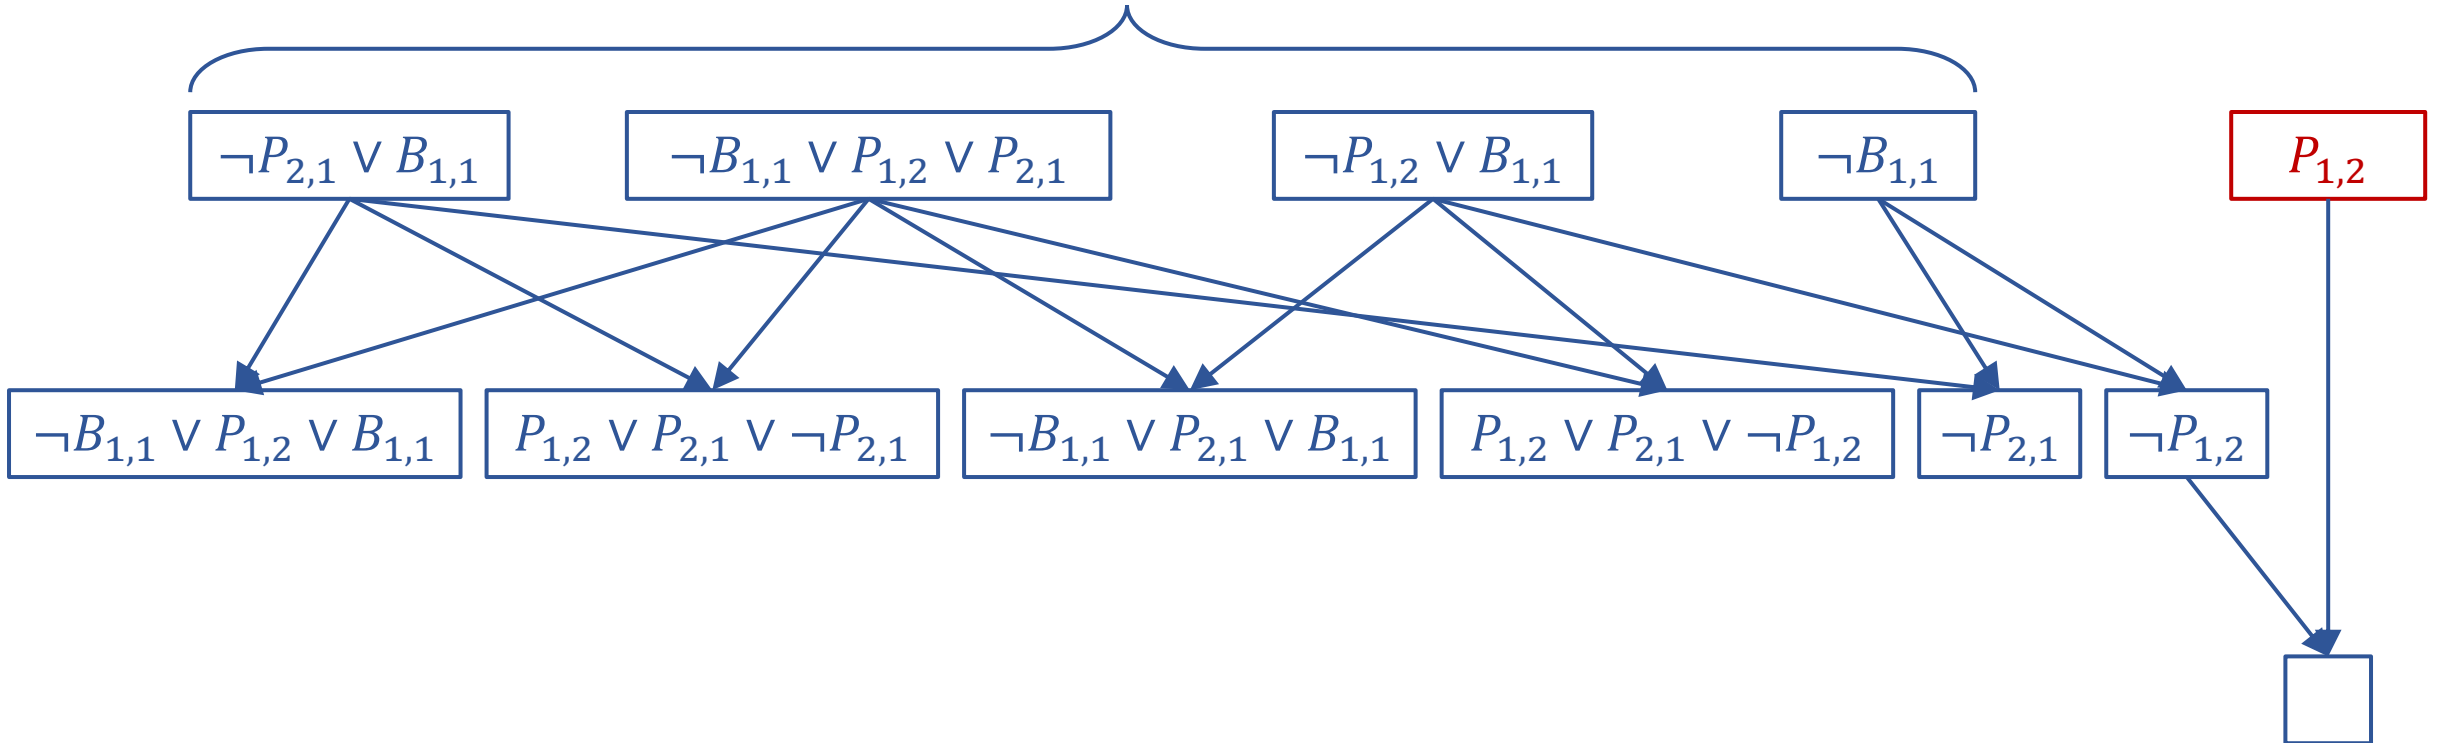 ¬P₂,₁ ∨ B₁,₁
¬B₁,₁ ∨ P₁,₂ ∨ P₂,₁
¬P₁,₂ ∨ B₁,₁
¬B₁,₁
P₁,₂
¬B₁,₁ ∨ P₁,₂ ∨ B₁,₁
P₁,₂ ∨ P₂,₁ ∨ ¬P₂,₁
¬B₁,₁ ∨ P₂,₁ ∨ B₁,₁
P₁,₂ ∨ P₂,₁ ∨ ¬P₁,₂
¬P₂,₁
¬P₁,₂